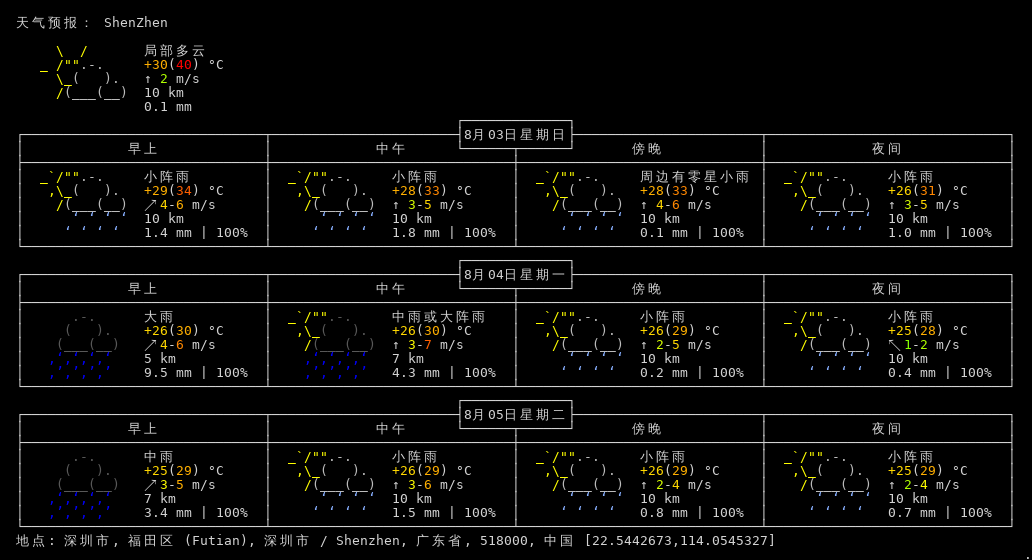 天气预报： ShenZhen
局部多云
+30(40) °C
↑ 2 m/s
10 km
0.1 mm
8月03日星期日
早上 中午 傍晚 夜间
小阵雨 小阵雨 周边有零星小雨 小阵雨
+29(34) °C +28(33) °C +28(33) °C +26(31) °C
↗ 4-6 m/s ↑ 3-5 m/s ↑ 4-6 m/s ↑ 3-5 m/s
10 km 10 km 10 km 10 km
1.4 mm | 100% 1.8 mm | 100% 0.1 mm | 100% 1.0 mm | 100%
8月04日星期一
早上 中午 傍晚 夜间
大雨 中雨或大阵雨 小阵雨 小阵雨
+26(30) °C +26(30) °C +26(29) °C +25(28) °C
↗ 4-6 m/s ↑ 3-7 m/s ↑ 2-5 m/s ↖ 1-2 m/s
5 km 7 km 10 km 10 km
9.5 mm | 100% 4.3 mm | 100% 0.2 mm | 100% 0.4 mm | 100%
8月05日星期二
早上 中午 傍晚 夜间
中雨 小阵雨 小阵雨 小阵雨
+25(29) °C +26(29) °C +26(29) °C +25(29) °C
↗ 3-5 m/s ↑ 3-6 m/s ↑ 2-4 m/s ↑ 2-4 m/s
7 km 10 km 10 km 10 km
3.4 mm | 100% 1.5 mm | 100% 0.8 mm | 100% 0.7 mm | 100%
地点: 深圳市, 福田区 (Futian), 深圳市 / Shenzhen, 广东省, 518000, 中国 [22.5442673,114.0545327]